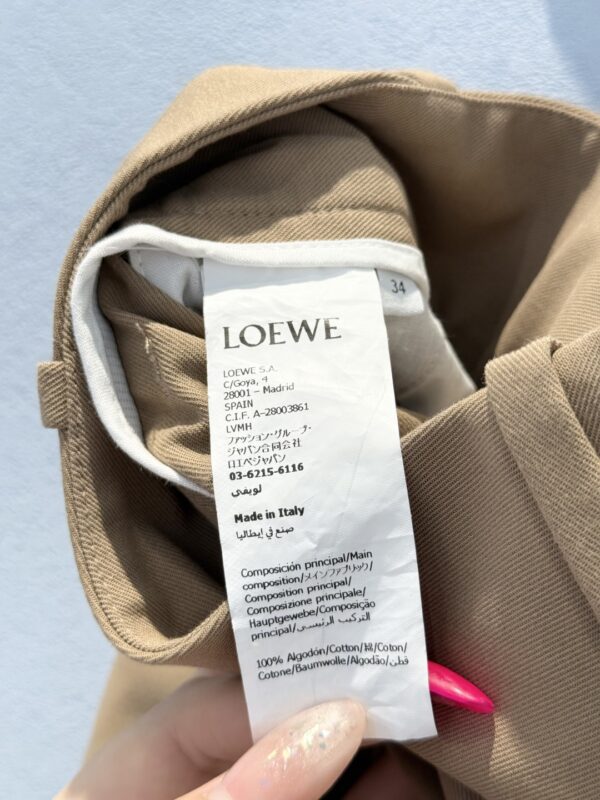 34
LOEWE
LOEWE S.A.
C/Goya, 4
28001 – Madrid
SPAIN
C.I.F. A-28003861
LVMH
ファッション・グループ・
ジャパン合同会社
ロエベジャパン
03-6215-6116
لويفي
Made in Italy
صنع في إيطاليا
Composición principal/Main
composition/メインファブリック/
Composition principal/
Composizione principale/
Hauptgewebe/Composição
principal/التركيب الرئيسي
100% Algodón/Cotton/綿/Coton/
Cotone/Baumwolle/Algodão/قطن